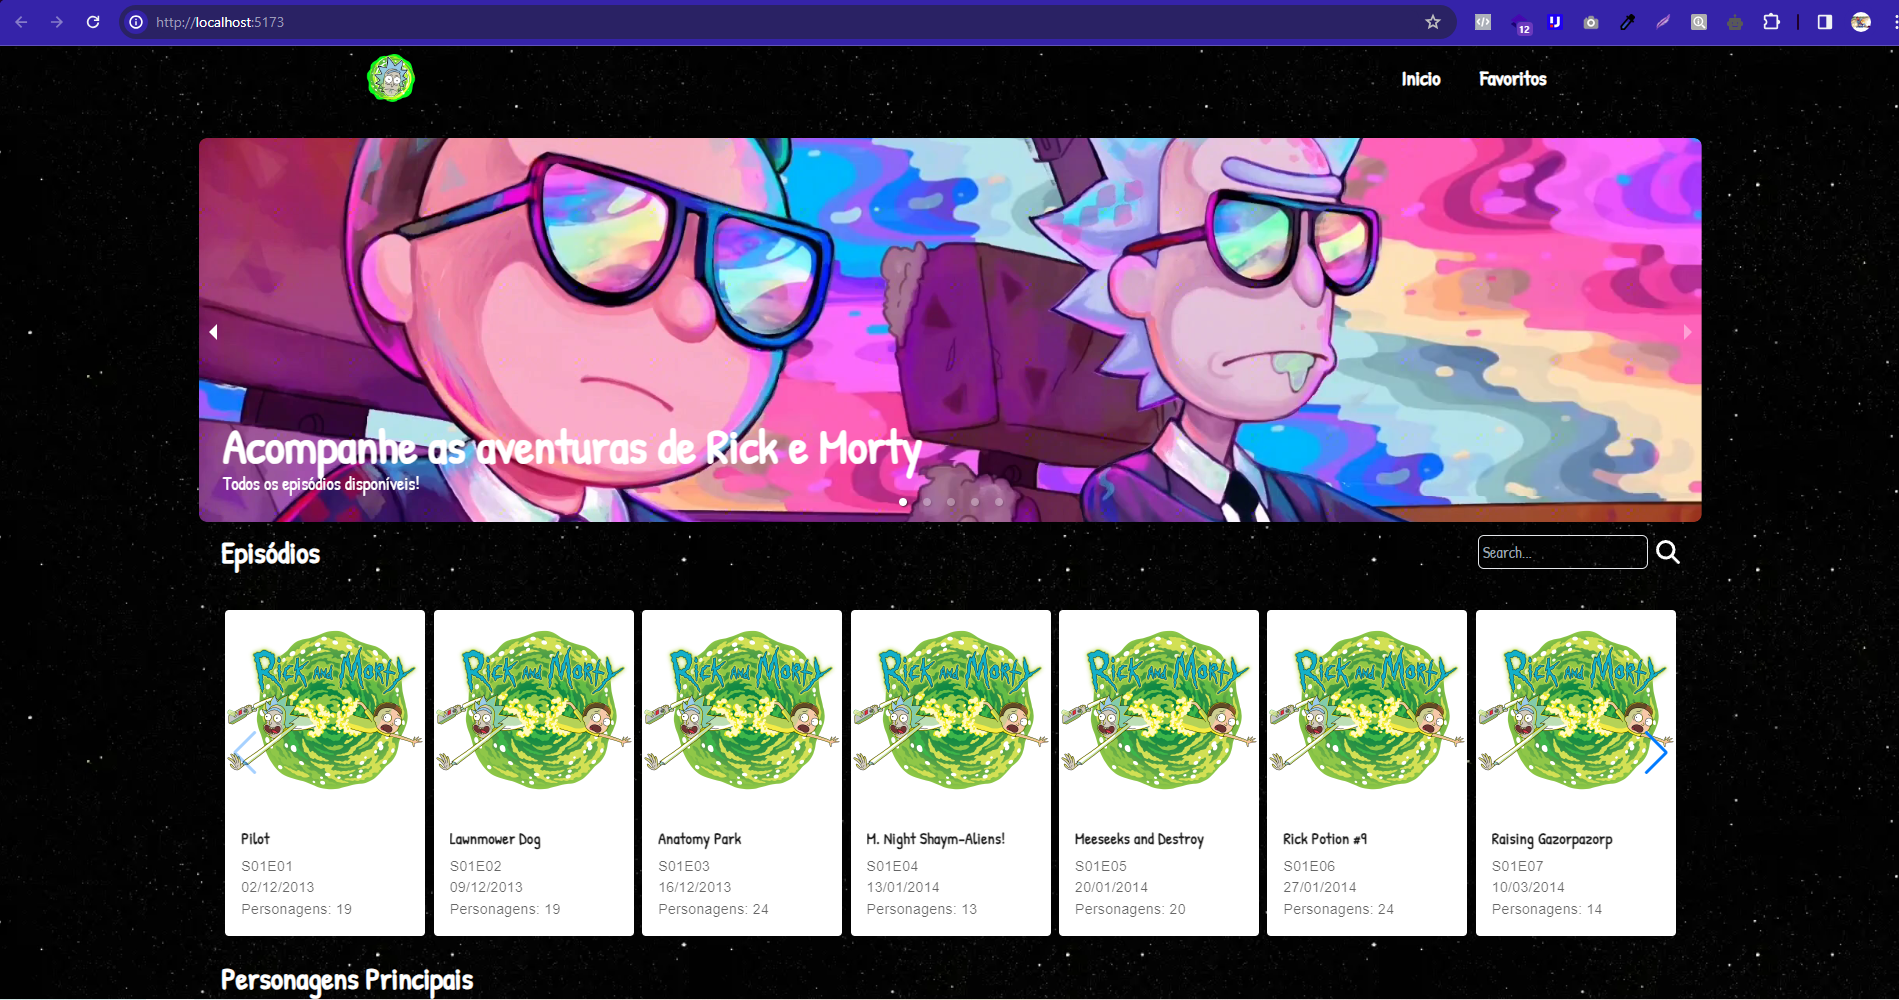 http://localhost:5173
12
Inicio
Favoritos
Acompanhe as aventuras de Rick e Morty
Todos os episódios disponíveis!
Episódios
Search...
Rick and Morty
Rick and Morty
Rick and Morty
Rick and Morty
Rick and Morty
Rick and Morty
Rick and Morty
Pilot
S01E01
02/12/2013
Personagens: 19
Lawnmower Dog
S01E02
09/12/2013
Personagens: 19
Anatomy Park
S01E03
16/12/2013
Personagens: 24
M. Night Shaym-Aliens!
S01E04
13/01/2014
Personagens: 13
Meeseeks and Destroy
S01E05
20/01/2014
Personagens: 20
Rick Potion #9
S01E06
27/01/2014
Personagens: 24
Raising Gazorpazorp
S01E07
10/03/2014
Personagens: 14
Personagens Principais